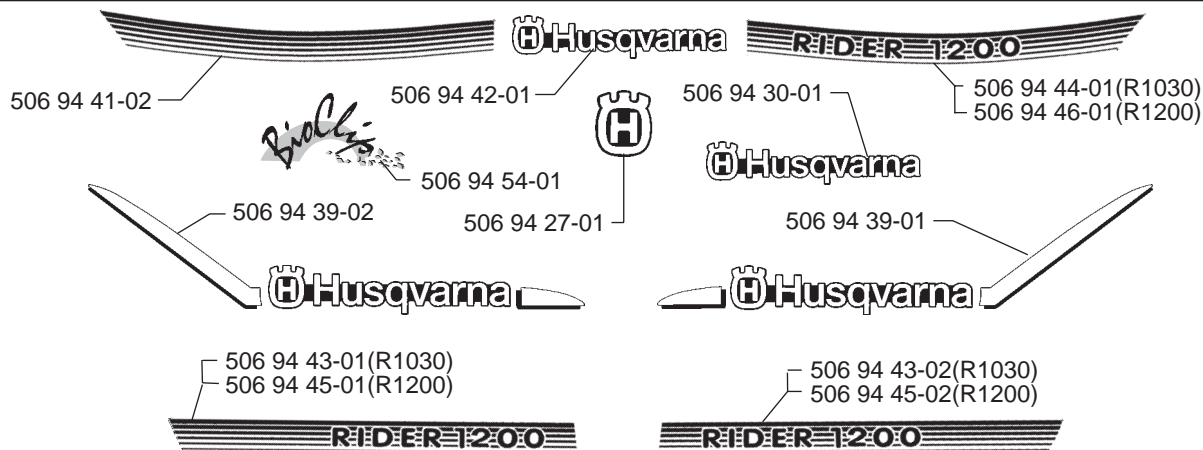 Husqvarna
RIDER 1200
506 94 41-02
506 94 42-01
506 94 30-01
506 94 44-01(R1030)
506 94 46-01(R1200)
BioClip
H
Husqvarna
506 94 54-01
506 94 39-02
506 94 27-01
506 94 39-01
Husqvarna
Husqvarna
506 94 43-01(R1030)
506 94 45-01(R1200)
506 94 43-02(R1030)
506 94 45-02(R1200)
RIDER 1200
RIDER 1200